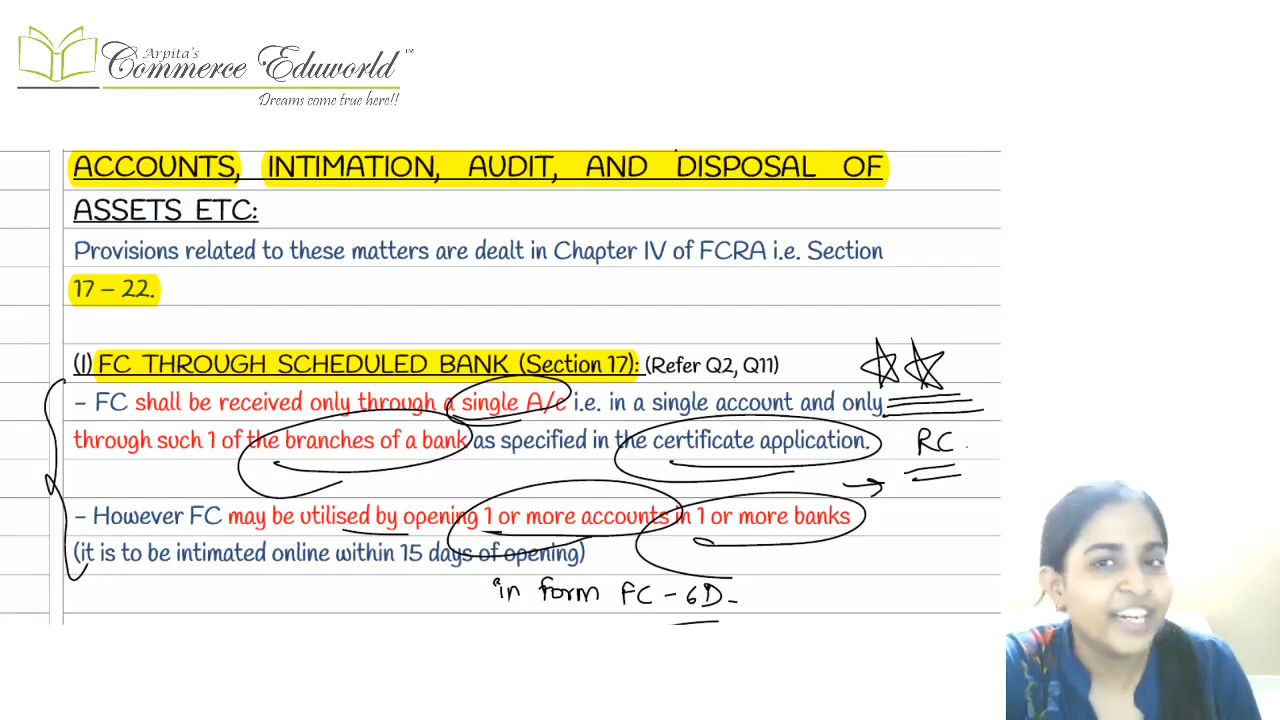 Arpita's
Commerce Eduworld™
Dreams come true here!!
ACCOUNTS, INTIMATION, AUDIT, AND DISPOSAL OF
ASSETS ETC:
Provisions related to these matters are dealt in Chapter IV of FCRA i.e. Section
17 – 22.
(1) FC THROUGH SCHEDULED BANK (Section 17): (Refer Q2, Q11)
– FC shall be received only through a single A/c i.e. in a single account and only
through such 1 of the branches of a bank as specified in the certificate application.
RC
– However FC may be utilised by opening 1 or more accounts in 1 or more banks
(it is to be intimated online within 15 days of opening)
in form FC – 6D